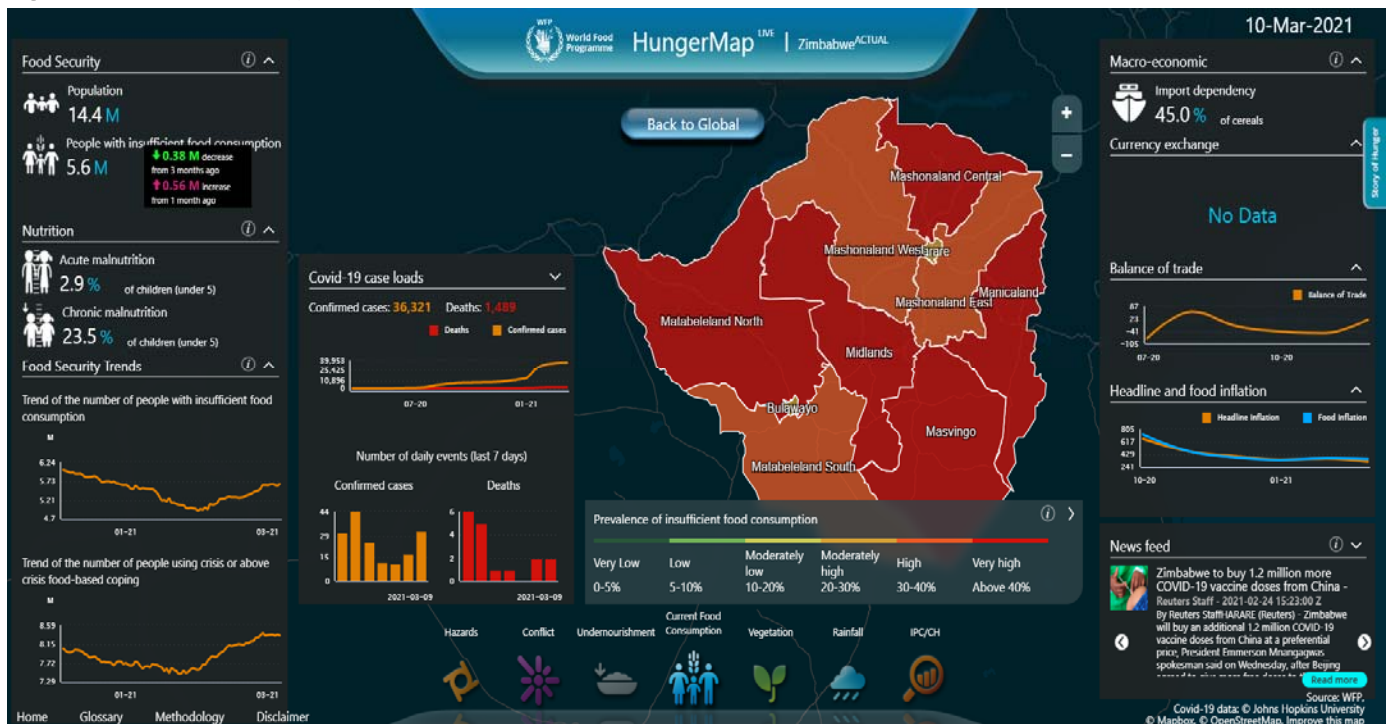 WFP
World Food
Programme
HungerMap LIVE | Zimbabwe ACTUAL
10-Mar-2021
Food Security
Population
14.4 M
People with insufficient food consumption
5.6 M
0.38 M decrease
from 3 months ago
0.56 M increase
from 1 month ago
Nutrition
Acute malnutrition
2.9 % of children (under 5)
Chronic malnutrition
23.5 % of children (under 5)
Food Security Trends
Trend of the number of people with insufficient food
consumption
M
6.24
5.73
5.21
4.7
01-21 03-21
Trend of the number of people using crisis or above
crisis food-based coping
M
8.59
8.15
7.72
7.29
01-21 03-21
Home Glossary Methodology Disclaimer
Covid-19 case loads
Confirmed cases: 36,321 Deaths: 1,489
Deaths Confirmed cases
39,953
25,425
10,896
0
07-20 01-21
Number of daily events (last 7 days)
Confirmed cases Deaths
44
29
15
0
2021-03-09
6
4
2
0
2021-03-09
Back to Global
+
−
Mashonaland Central
Mashonaland West
Harare
Mashonaland East
Manicaland
Matabeleland North
Midlands
Bulawayo
Masvingo
Matabeleland South
Prevalence of insufficient food consumption
Very Low Low Moderately low Moderately high High Very high
0-5% 5-10% 10-20% 20-30% 30-40% Above 40%
Hazards Conflict Undernourishment Current Food Consumption Vegetation Rainfall IPC/CH
Macro-economic
Import dependency
45.0 % of cereals
Currency exchange
No Data
Story of Hunger
Balance of trade
Balance of Trade
87
23
-41
-105
07-20 10-20
Headline and food inflation
Headline Inflation Food Inflation
805
617
429
241
10-20 01-21
News feed
Zimbabwe to buy 1.2 million more
COVID-19 vaccine doses from China -
Reuters Staff - 2021-02-24 15:23:00 Z
By Reuters StaffHARARE (Reuters) - Zimbabwe
will buy an additional 1.2 million COVID-19
vaccine doses from China at a preferential
price, President Emmerson Mnangagwas
spokesman said on Wednesday, after Beijing
Read more
Source: WFP,
Covid-19 data: © Johns Hopkins University
© Mapbox, © OpenStreetMap, Improve this map